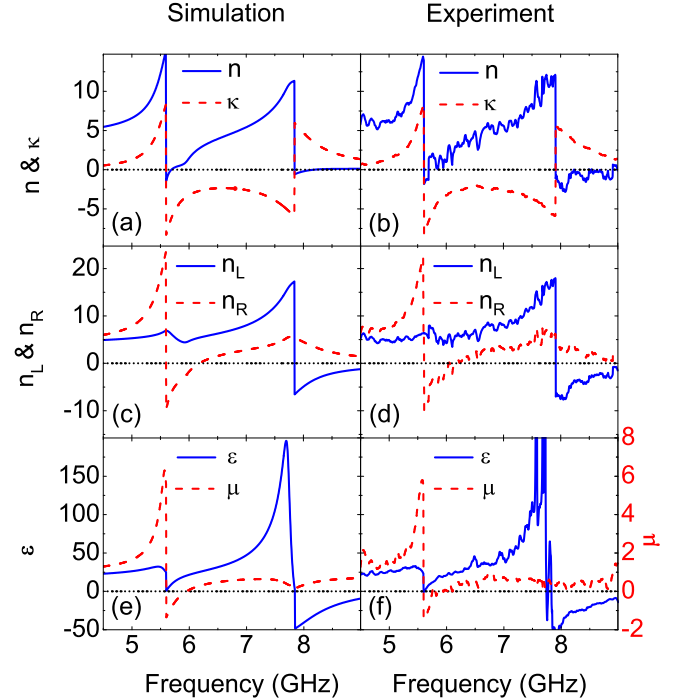 Simulation Experiment
n n
κ κ
10
5
0
-5
n & κ
(a) (b)
n_L n_L
n_R n_R
20
10
0
-10
n_L & n_R
(c) (d)
ε ε
μ μ
150
100
50
0
-50
ε
8
6
4
2
0
-2
μ
(e) (f)
5 6 7 8 5 6 7 8 9
Frequency (GHz) Frequency (GHz)